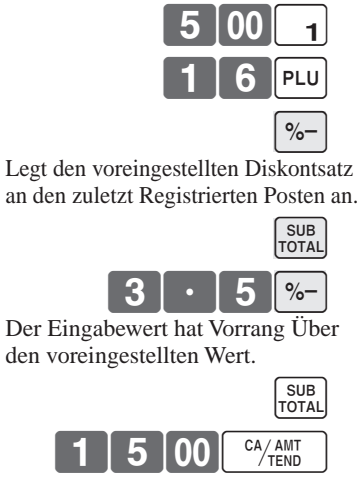 5 00 1
1 6 PLU
%−
Legt den voreingestellten Diskontsatz
an den zuletzt Registrierten Posten an.
SUB
TOTAL
3 · 5 %−
Der Eingabewert hat Vorrang Über
den voreingestellten Wert.
SUB
TOTAL
1 5 00 CA/AMT
/TEND